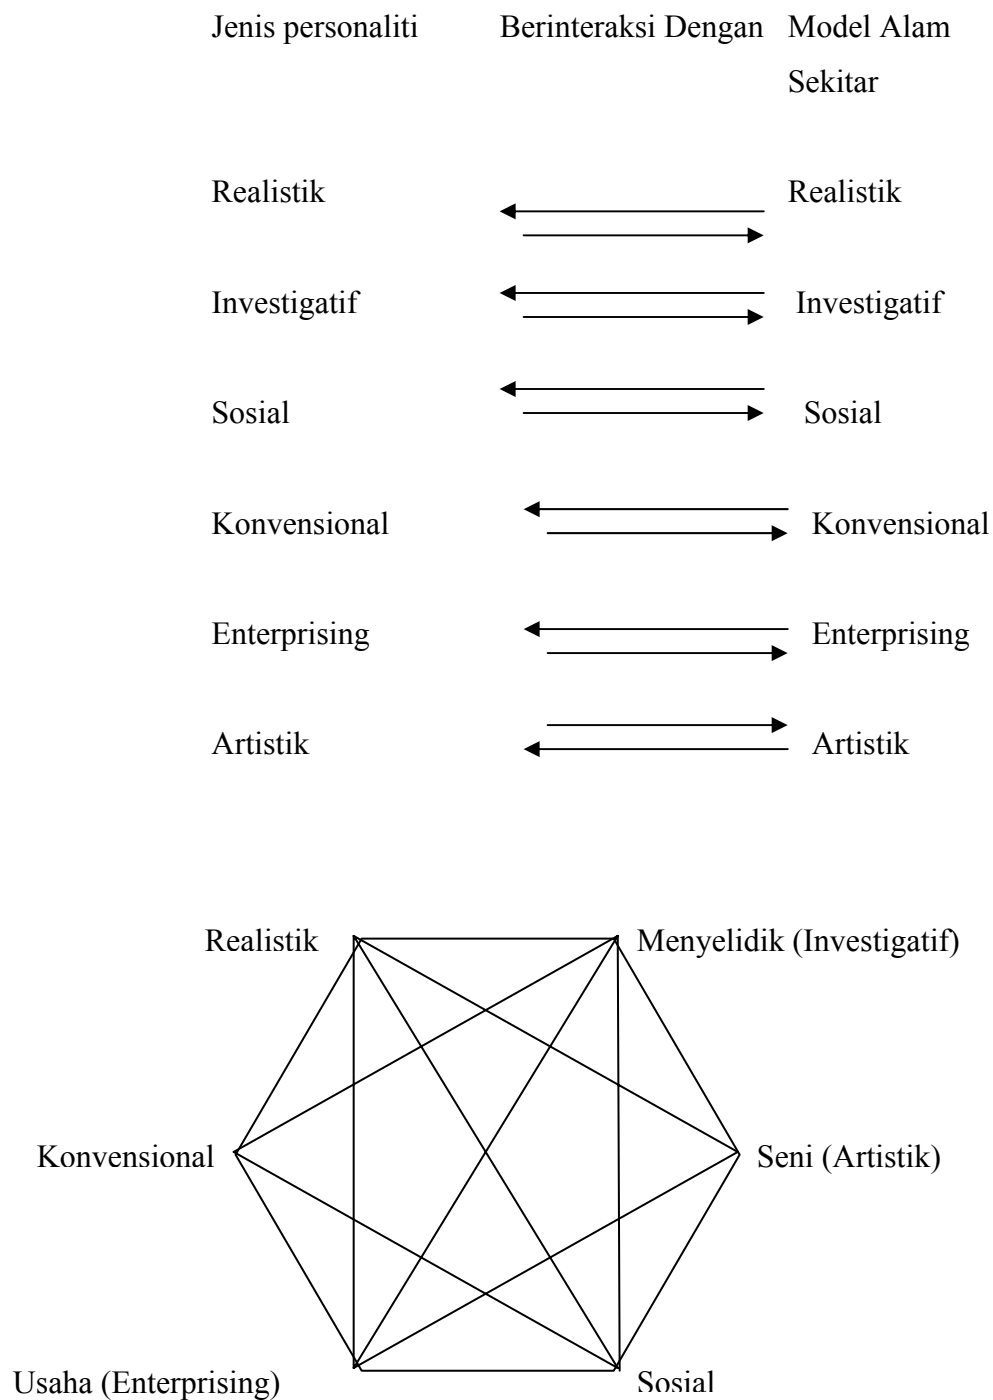 Jenis personaliti Berinteraksi Dengan Model Alam
Sekitar
Realistik Realistik
Investigatif Investigatif
Sosial Sosial
Konvensional Konvensional
Enterprising Enterprising
Artistik Artistik
Realistik Menyelidik (Investigatif)
Konvensional Seni (Artistik)
Usaha (Enterprising) Sosial